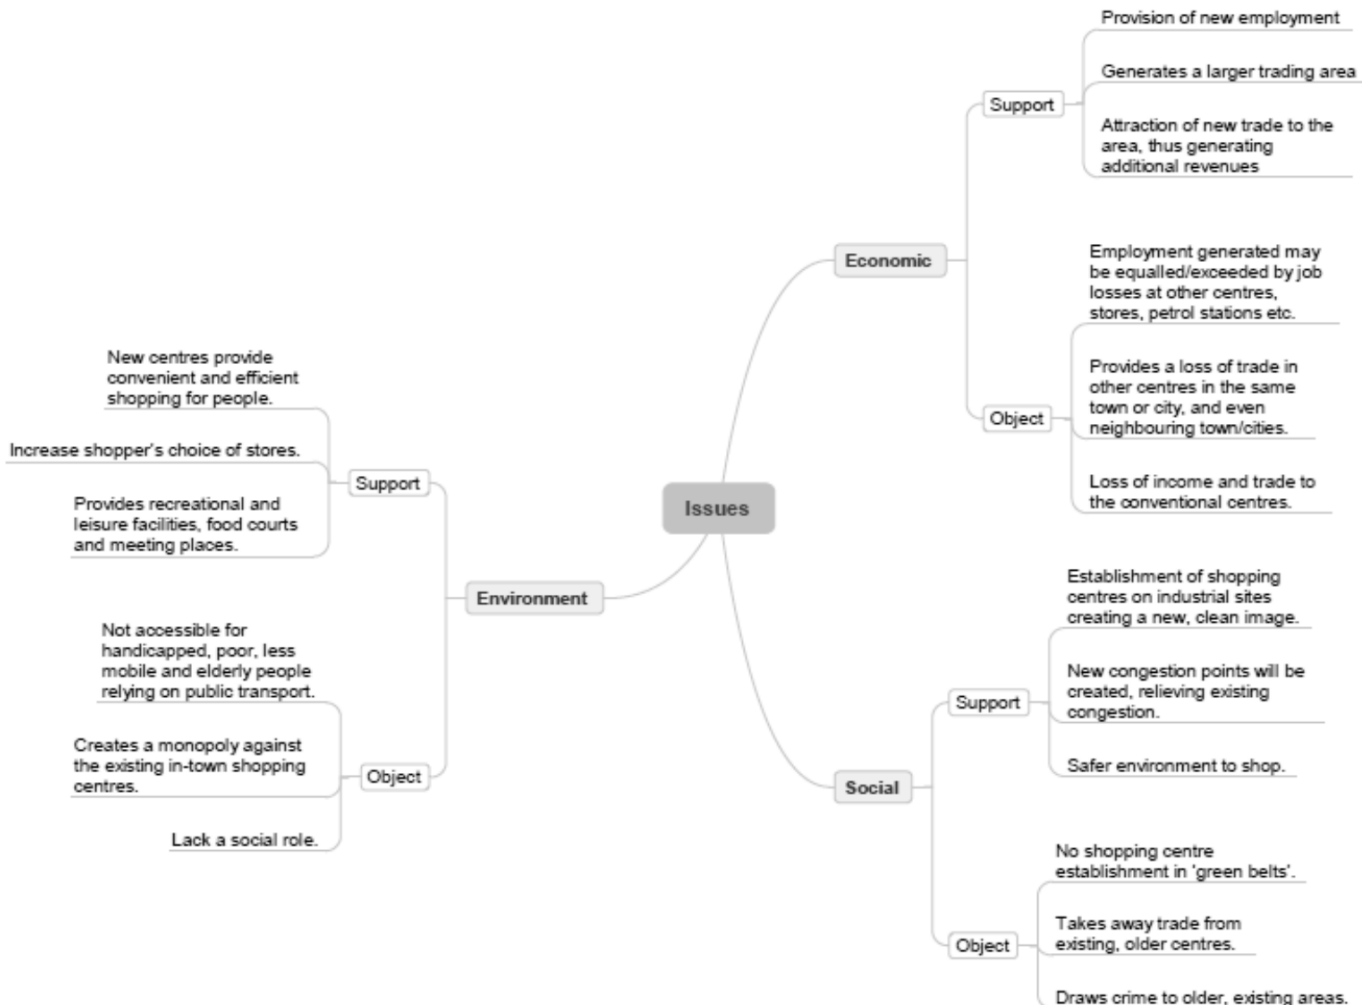 Issues
Economic
Support
Provision of new employment
Generates a larger trading area
Attraction of new trade to the
area, thus generating
additional revenues
Object
Employment generated may
be equalled/exceeded by job
losses at other centres,
stores, petrol stations etc.
Provides a loss of trade in
other centres in the same
town or city, and even
neighbouring town/cities.
Loss of income and trade to
the conventional centres.
Social
Support
Establishment of shopping
centres on industrial sites
creating a new, clean image.
New congestion points will be
created, relieving existing
congestion.
Safer environment to shop.
Object
No shopping centre
establishment in 'green belts'.
Takes away trade from
existing, older centres.
Draws crime to older, existing areas.
Environment
Support
New centres provide
convenient and efficient
shopping for people.
Increase shopper's choice of stores.
Provides recreational and
leisure facilities, food courts
and meeting places.
Object
Not accessible for
handicapped, poor, less
mobile and elderly people
relying on public transport.
Creates a monopoly against
the existing in-town shopping
centres.
Lack a social role.